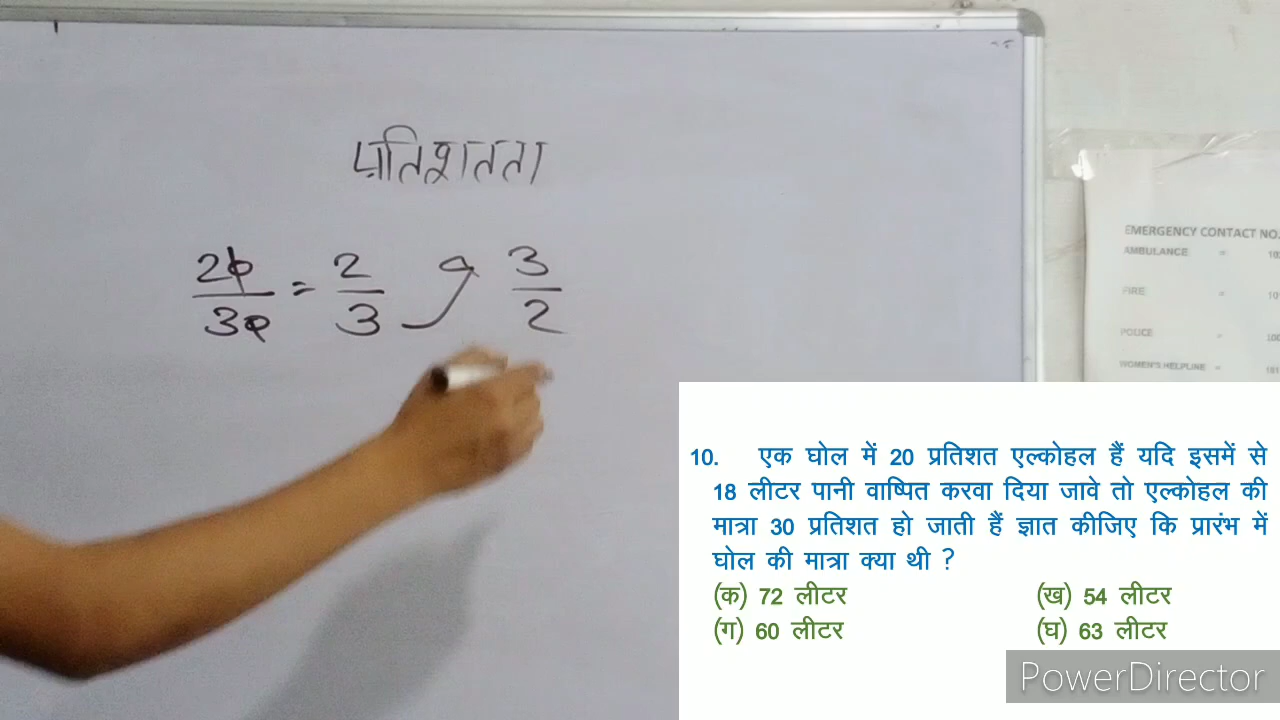 प्रतिशतता
20/30 = 2/3 3/2
EMERGENCY CONTACT NO.
AMBULANCE =
FIRE =
POLICE =
WOMEN'S HELPLINE =
10. एक घोल में 20 प्रतिशत एल्कोहल हैं यदि इसमें से
18 लीटर पानी वाष्पित करवा दिया जावे तो एल्कोहल की
मात्रा 30 प्रतिशत हो जाती हैं ज्ञात कीजिए कि प्रारंभ में
घोल की मात्रा क्या थी ?
(क) 72 लीटर (ख) 54 लीटर
(ग) 60 लीटर (घ) 63 लीटर
PowerDirector